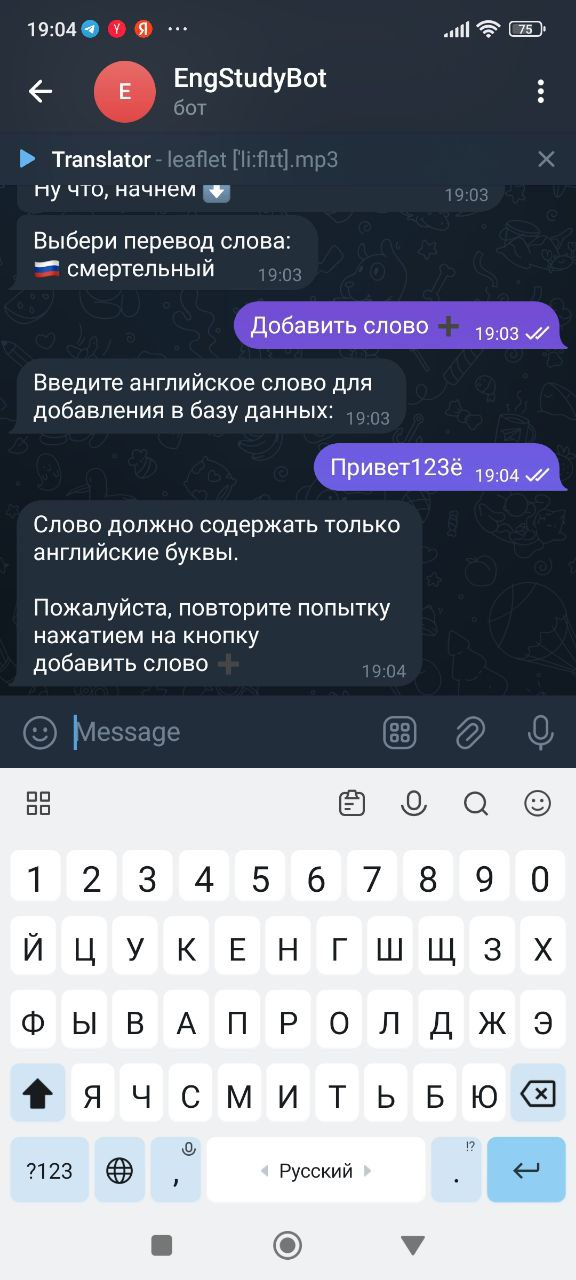 19:04 75
E
EngStudyBot
бот
Translator - leaflet ['li:flɪt].mp3
Ну что, начнем ⬇️ 19:03
Выбери перевод слова:
🇷🇺 смертельный 19:03
Добавить слово ➕ 19:03
Введите английское слово для
добавления в базу данных: 19:03
Привет123ё 19:04
Слово должно содержать только
английские буквы.
Пожалуйста, повторите попытку
нажатием на кнопку
добавить слово ➕ 19:04
Message
1 2 3 4 5 6 7 8 9 0
Й Ц У К Е Н Г Ш Щ З Х
Ф Ы В А П Р О Л Д Ж Э
Я Ч С М И Т Ь Б Ю
?123 , Русский . !?